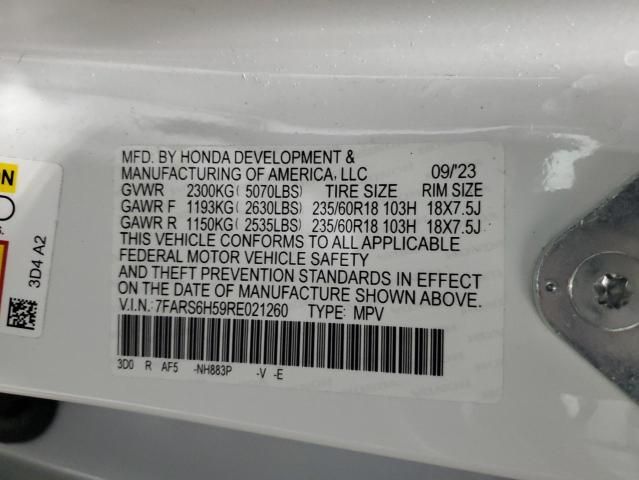 MFD. BY HONDA DEVELOPMENT &
MANUFACTURING OF AMERICA, LLC 09/'23
GVWR 2300KG( 5070LBS) TIRE SIZE RIM SIZE
GAWR F 1193KG( 2630LBS) 235/60R18 103H 18X7.5J
GAWR R 1150KG( 2535LBS) 235/60R18 103H 18X7.5J
THIS VEHICLE CONFORMS TO ALL APPLICABLE
FEDERAL MOTOR VEHICLE SAFETY
AND THEFT PREVENTION STANDARDS IN EFFECT
ON THE DATE OF MANUFACTURE SHOWN ABOVE.
V.I.N.: 7FARS6H59RE021260 TYPE: MPV
3D0 R AF5 -NH883P -V -E
ON
s.
3D4 A2